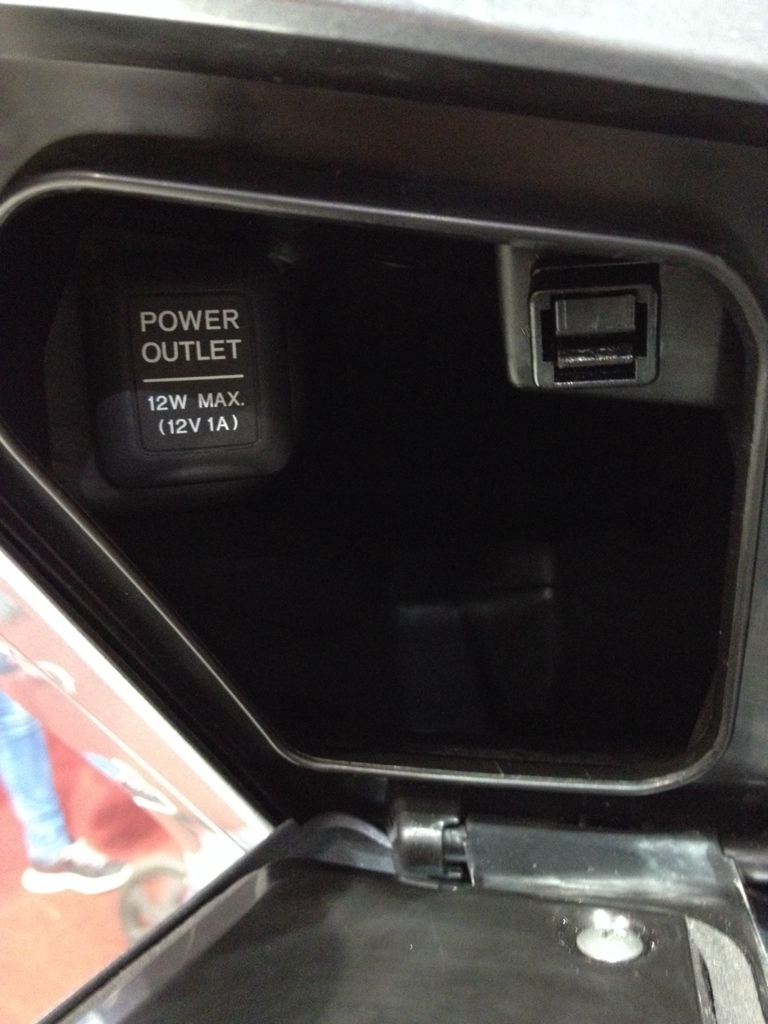 POWER
OUTLET
12W MAX.
(12V 1A)